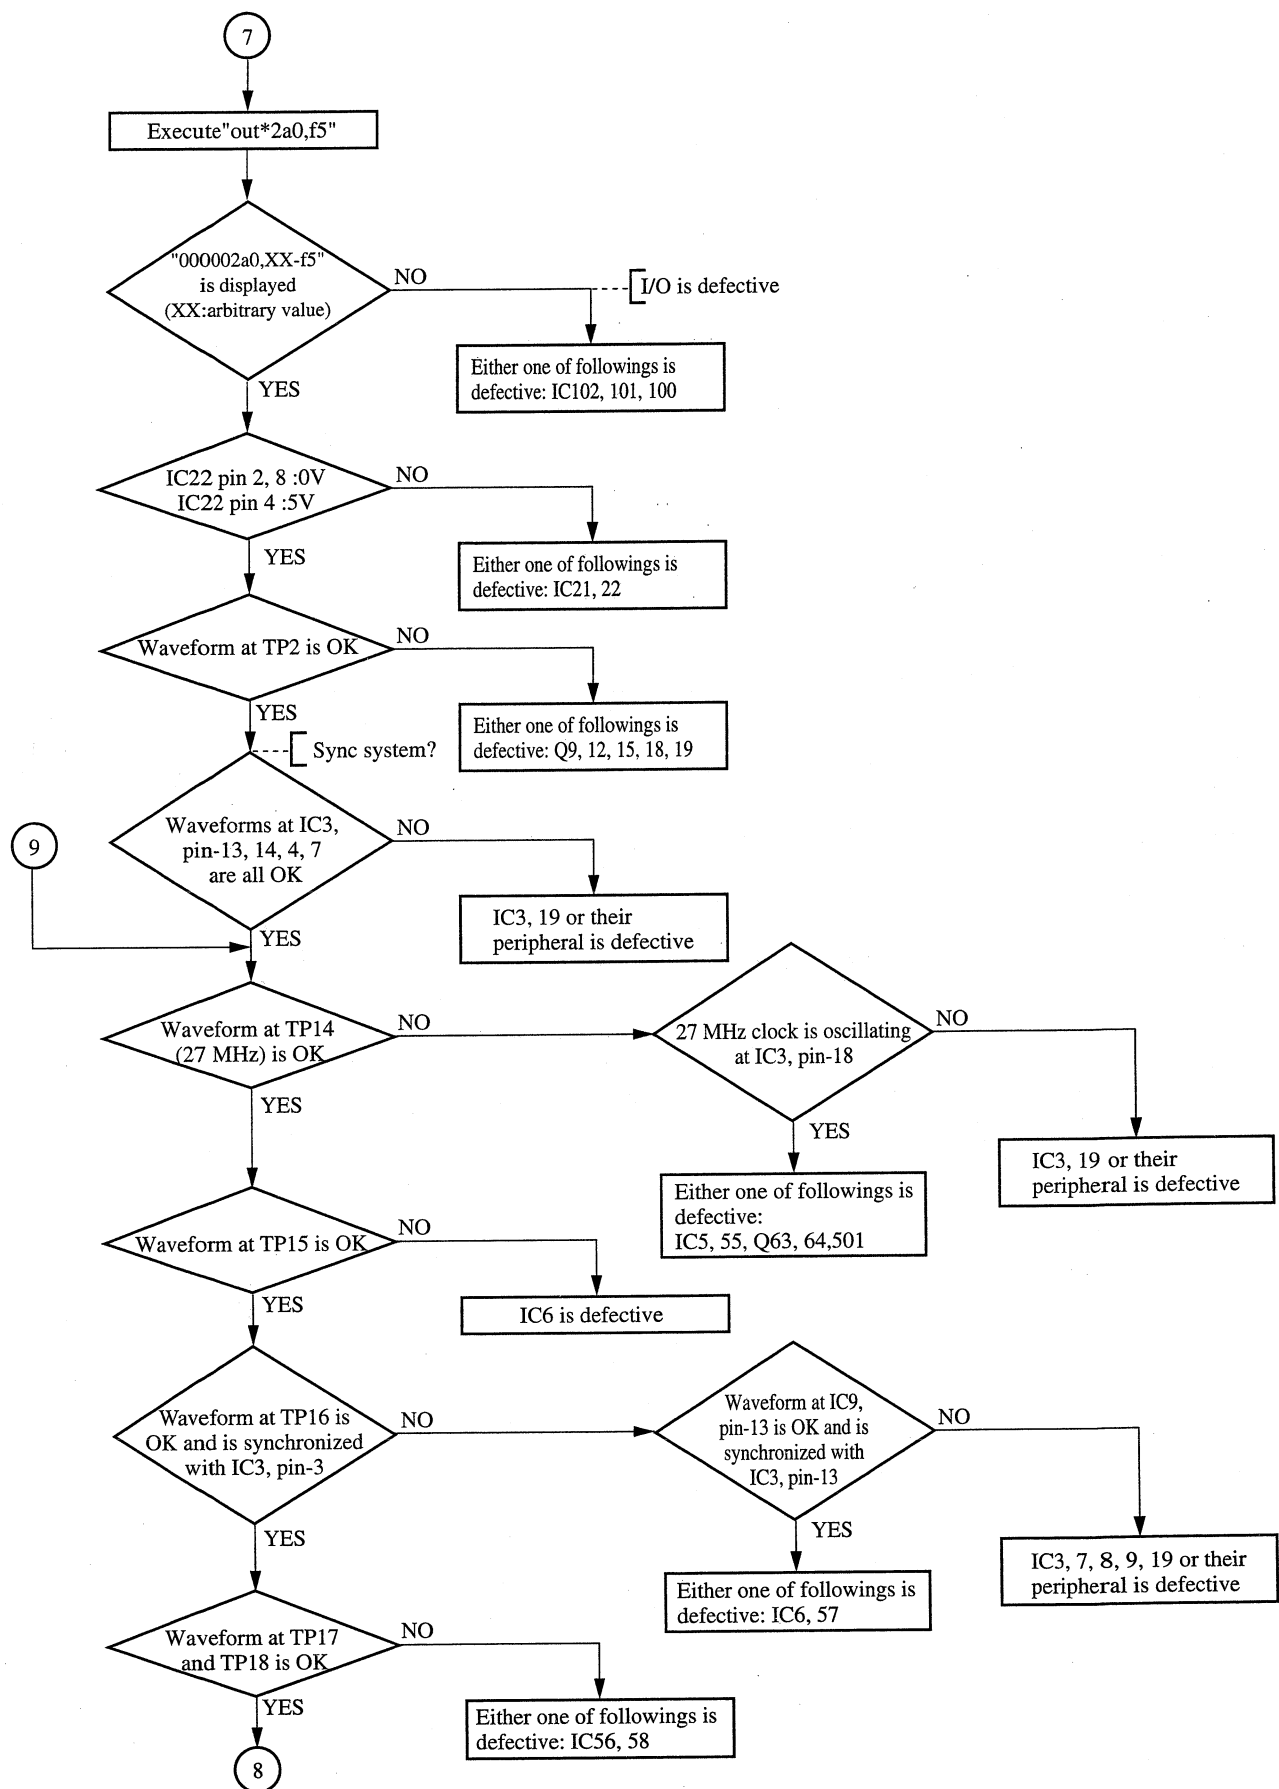 7
Execute"out*2a0,f5"
"000002a0,XX-f5"
is displayed
(XX:arbitrary value)
NO
I/O is defective
Either one of followings is
defective: IC102, 101, 100
YES
IC22 pin 2, 8 :0V
IC22 pin 4 :5V
NO
Either one of followings is
defective: IC21, 22
YES
Waveform at TP2 is OK
NO
Either one of followings is
defective: Q9, 12, 15, 18, 19
YES
Sync system?
Waveforms at IC3,
pin-13, 14, 4, 7
are all OK
NO
IC3, 19 or their
peripheral is defective
9
YES
Waveform at TP14
(27 MHz) is OK
NO
27 MHz clock is oscillating
at IC3, pin-18
NO
IC3, 19 or their
peripheral is defective
YES
Either one of followings is
defective:
IC5, 55, Q63, 64,501
YES
Waveform at TP15 is OK
NO
IC6 is defective
YES
Waveform at TP16 is
OK and is synchronized
with IC3, pin-3
NO
Waveform at IC9,
pin-13 is OK and is
synchronized with
IC3, pin-13
NO
IC3, 7, 8, 9, 19 or their
peripheral is defective
YES
Either one of followings is
defective: IC6, 57
YES
Waveform at TP17
and TP18 is OK
NO
Either one of followings is
defective: IC56, 58
YES
8